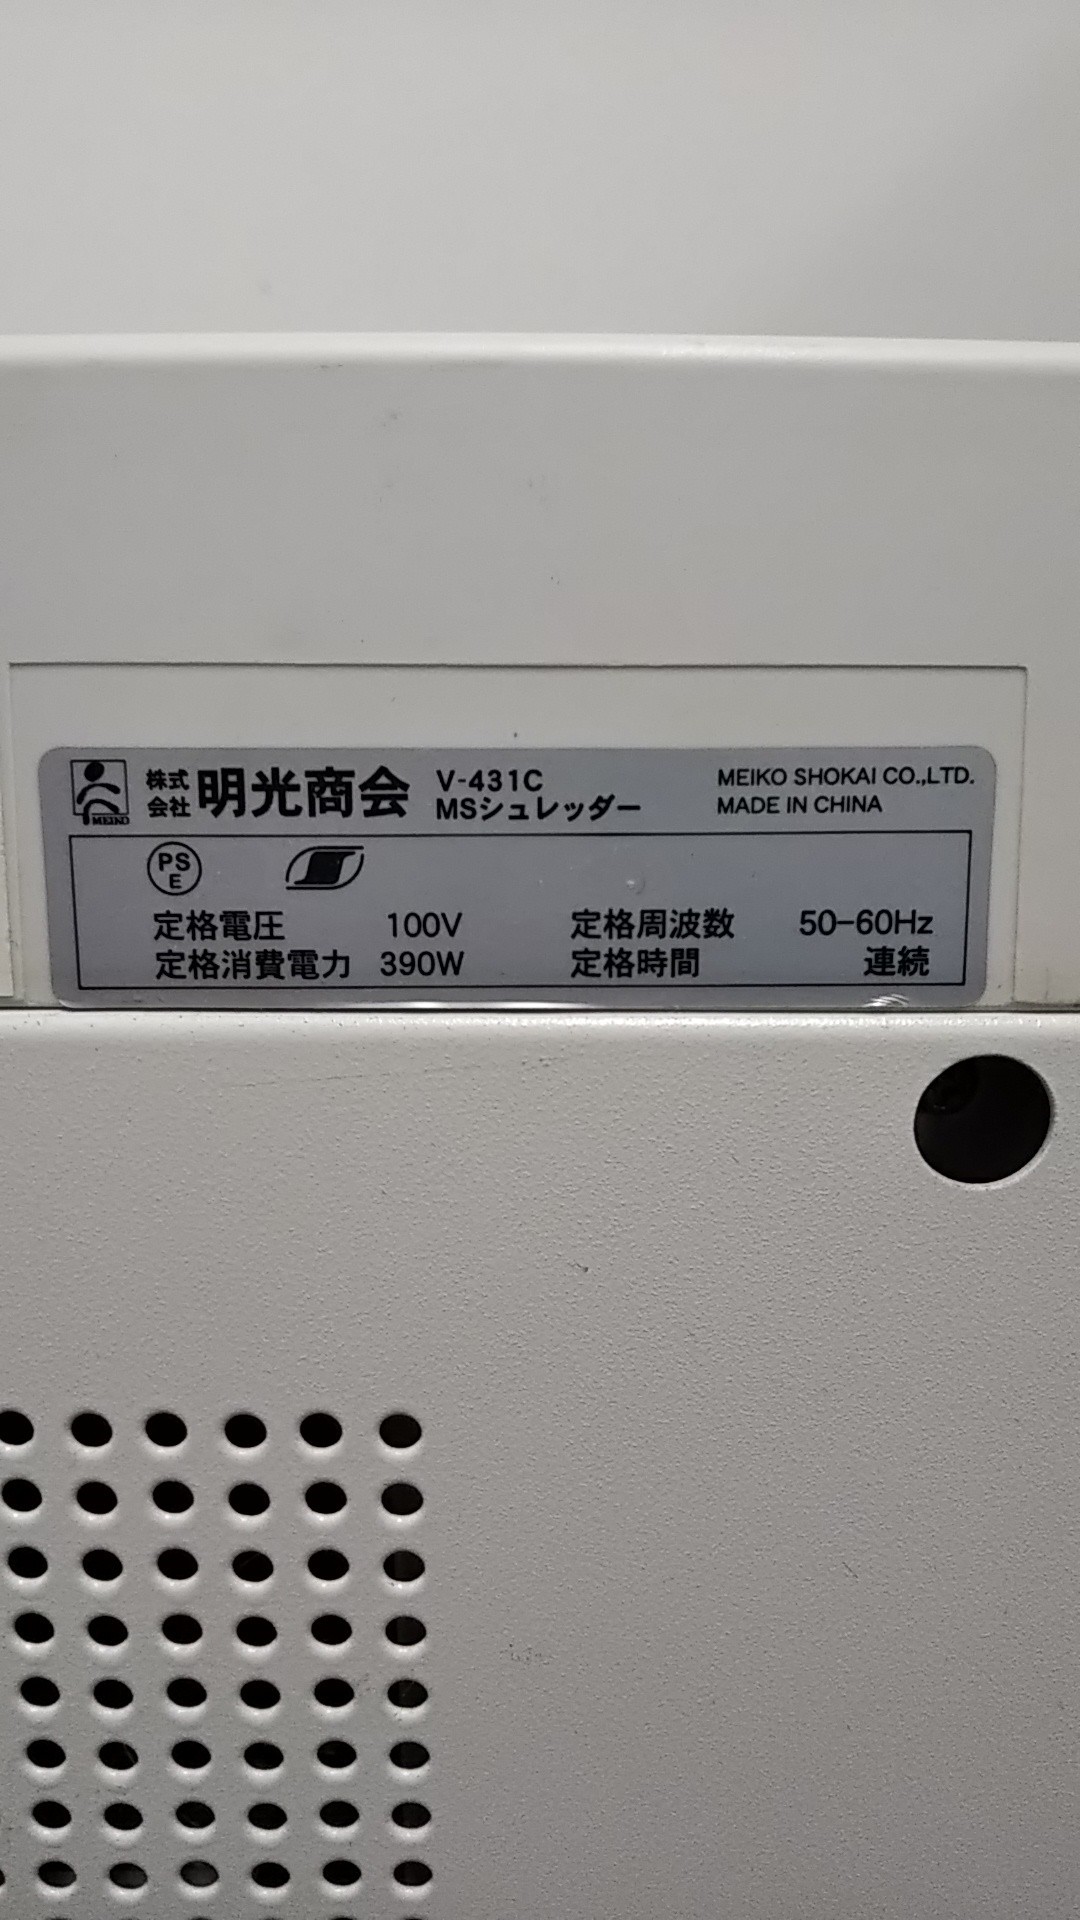 MEIKO
株式会社 明光商会 V-431C MSシュレッダー
MEIKO SHOKAI CO.,LTD.
MADE IN CHINA
PSE
定格電圧 100V 定格周波数 50-60Hz
定格消費電力 390W 定格時間 連続